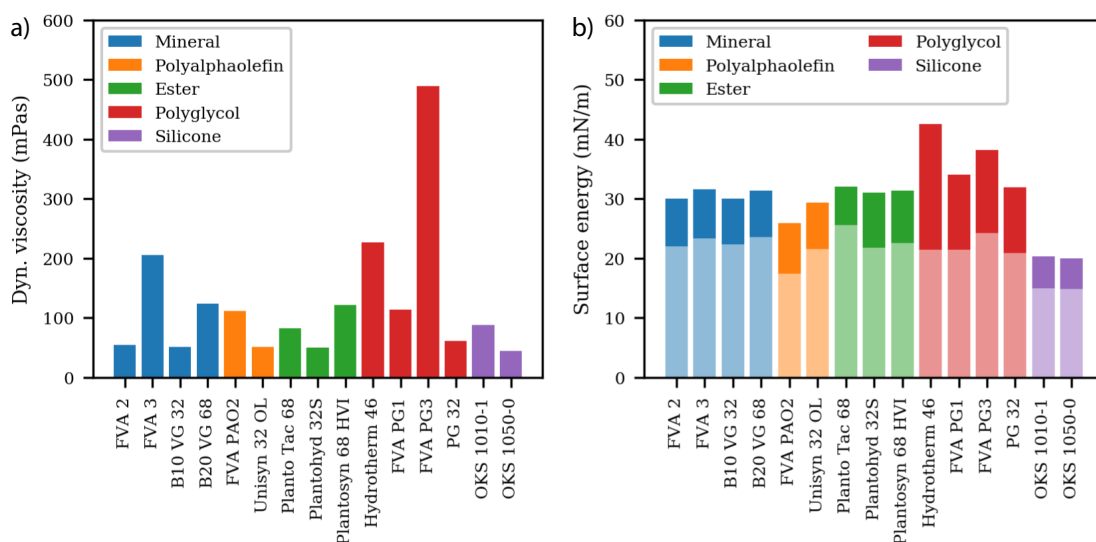 a)
Dyn. viscosity (mPas)
600
500
400
300
200
100
0
Mineral
Polyalphaolefin
Ester
Polyglycol
Silicone
FVA 2
FVA 3
B10 VG 32
B20 VG 68
FVA PAO2
Unisyn 32 OL
Planto Tac 68
Plantohyd 32S
Plantosyn 68 HVI
Hydrotherm 46
FVA PG1
FVA PG3
PG 32
OKS 1010-1
OKS 1050-0
b)
Surface energy (mN/m)
60
50
40
30
20
10
0
Mineral
Polyalphaolefin
Ester
Polyglycol
Silicone
FVA 2
FVA 3
B10 VG 32
B20 VG 68
FVA PAO2
Unisyn 32 OL
Planto Tac 68
Plantohyd 32S
Plantosyn 68 HVI
Hydrotherm 46
FVA PG1
FVA PG3
PG 32
OKS 1010-1
OKS 1050-0